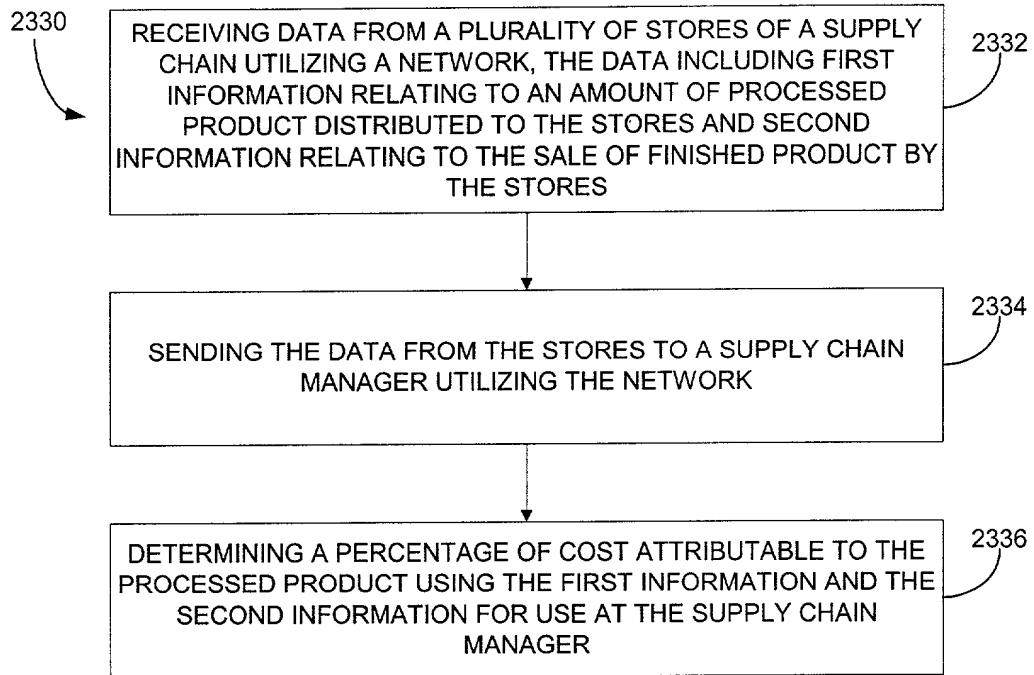 2330
RECEIVING DATA FROM A PLURALITY OF STORES OF A SUPPLY
CHAIN UTILIZING A NETWORK, THE DATA INCLUDING FIRST
INFORMATION RELATING TO AN AMOUNT OF PROCESSED
PRODUCT DISTRIBUTED TO THE STORES AND SECOND
INFORMATION RELATING TO THE SALE OF FINISHED PRODUCT BY
THE STORES
2332
SENDING THE DATA FROM THE STORES TO A SUPPLY CHAIN
MANAGER UTILIZING THE NETWORK
2334
DETERMINING A PERCENTAGE OF COST ATTRIBUTABLE TO THE
PROCESSED PRODUCT USING THE FIRST INFORMATION AND THE
SECOND INFORMATION FOR USE AT THE SUPPLY CHAIN
MANAGER
2336